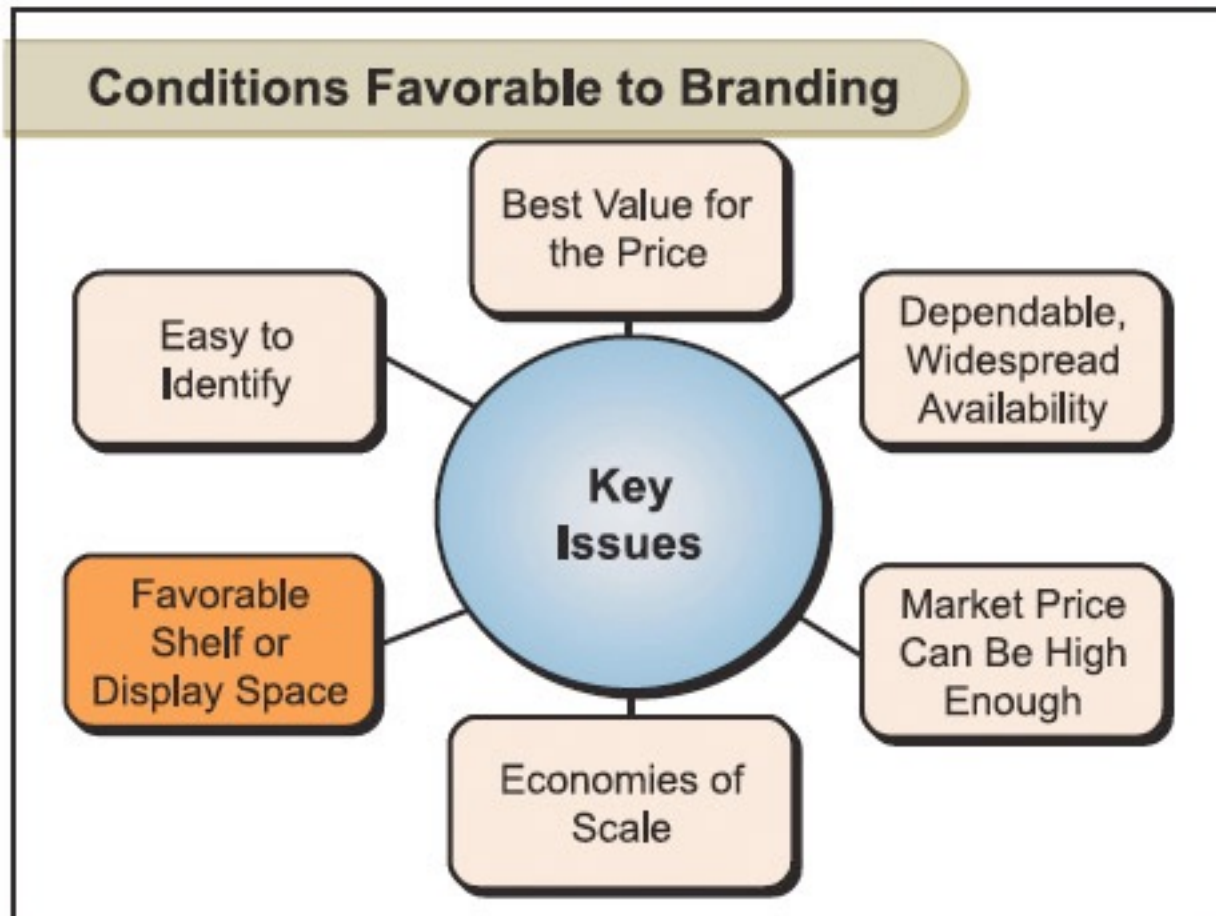 Conditions Favorable to Branding
Best Value for
the Price
Easy to
Identify
Dependable,
Widespread
Availability
Key
Issues
Favorable
Shelf or
Display Space
Market Price
Can Be High
Enough
Economies of
Scale